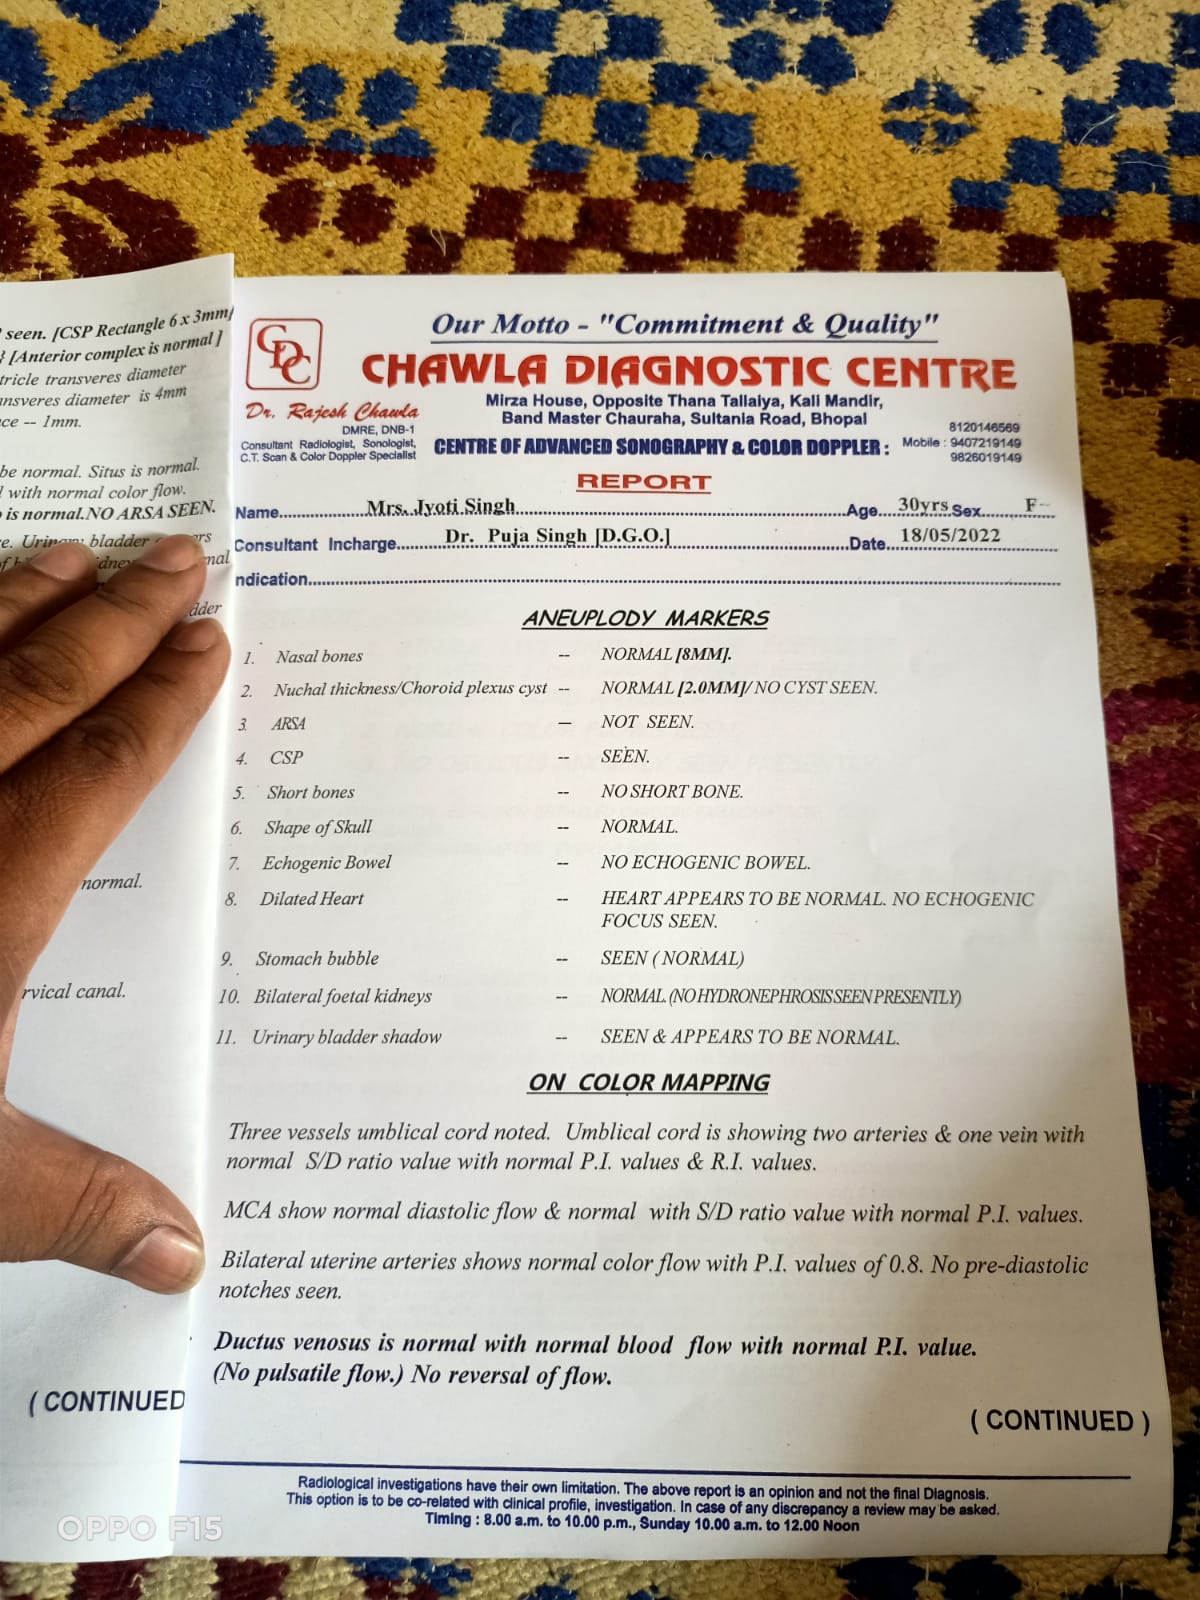 seen. [CSP Rectangle 6 x 3mm]
} [Anterior complex is normal ]
tricle transveres diameter
nsveres diameter is 4mm
ce -- 1mm.
be normal. Situs is normal.
with normal color flow.
is normal.NO ARSA SEEN.
e. Urinary bladder
dder
normal.
rvical canal.
( CONTINUED
Our Motto - "Commitment & Quality"
CDC
CHAWLA DIAGNOSTIC CENTRE
Mirza House, Opposite Thana Tallaiya, Kali Mandir,
Band Master Chauraha, Sultania Road, Bhopal
Dr. Rajesh Chawla
DMRE, DNB-1
Consultant Radiologist, Sonologist,
C.T. Scan & Color Doppler Specialist
CENTRE OF ADVANCED SONOGRAPHY & COLOR DOPPLER :
8120146569
Mobile : 9407219149
9826019149
REPORT
Name......Mrs. Jyoti Singh......Age...30yrs Sex...F--
Consultant Incharge......Dr. Puja Singh [D.G.O.]......Date...18/05/2022
ndication......
ANEUPLODY MARKERS
1. Nasal bones -- NORMAL [8MM].
2. Nuchal thickness/Choroid plexus cyst -- NORMAL [2.0MM]/ NO CYST SEEN.
3. ARSA -- NOT SEEN.
4. CSP -- SEEN.
5. Short bones -- NO SHORT BONE.
6. Shape of Skull -- NORMAL.
7. Echogenic Bowel -- NO ECHOGENIC BOWEL.
8. Dilated Heart -- HEART APPEARS TO BE NORMAL. NO ECHOGENIC
FOCUS SEEN.
9. Stomach bubble -- SEEN ( NORMAL)
10. Bilateral foetal kidneys -- NORMAL. (NO HYDRONEPHROSIS SEEN PRESENTLY)
11. Urinary bladder shadow -- SEEN & APPEARS TO BE NORMAL.
ON COLOR MAPPING
Three vessels umblical cord noted. Umblical cord is showing two arteries & one vein with
normal S/D ratio value with normal P.I. values & R.I. values.
MCA show normal diastolic flow & normal with S/D ratio value with normal P.I. values.
Bilateral uterine arteries shows normal color flow with P.I. values of 0.8. No pre-diastolic
notches seen.
Ductus venosus is normal with normal blood flow with normal P.I. value.
(No pulsatile flow.) No reversal of flow.
( CONTINUED )
Radiological investigations have their own limitation. The above report is an opinion and not the final Diagnosis.
This option is to be co-related with clinical profile, investigation. In case of any discrepancy a review may be asked.
Timing : 8.00 a.m. to 10.00 p.m., Sunday 10.00 a.m. to 12.00 Noon
OPPO F15